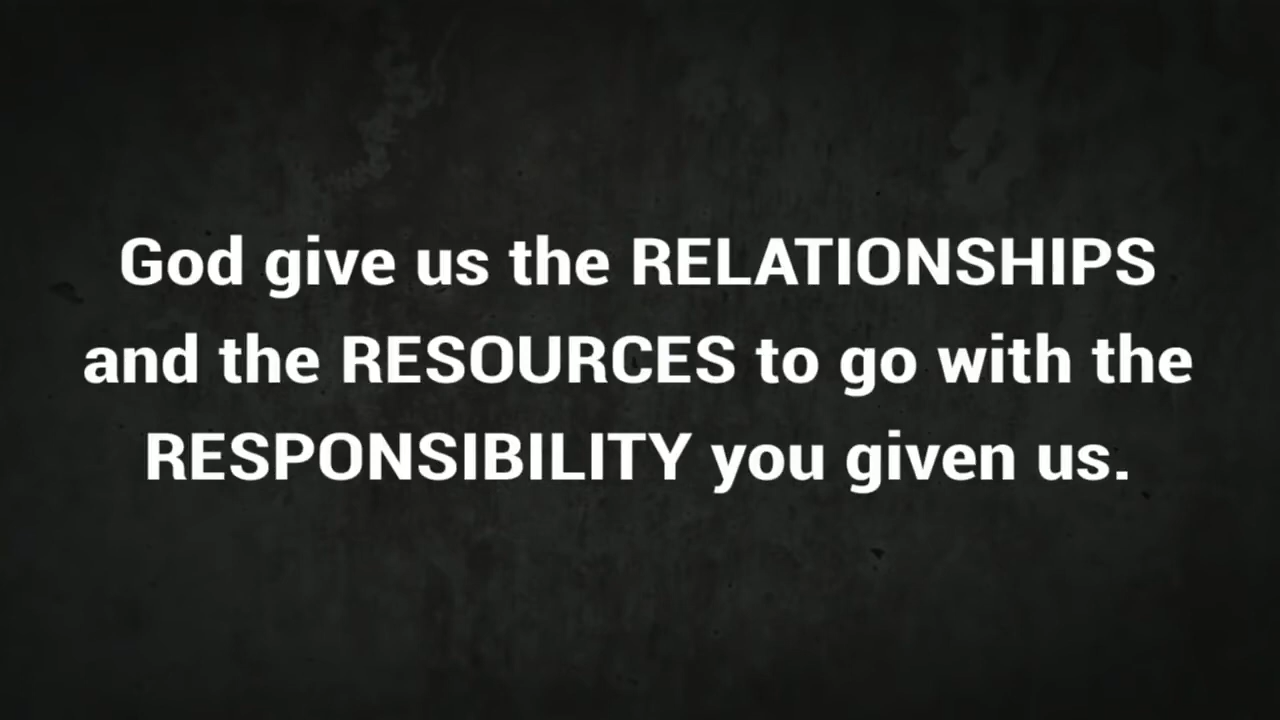 God give us the RELATIONSHIPS
and the RESOURCES to go with the
RESPONSIBILITY you given us.